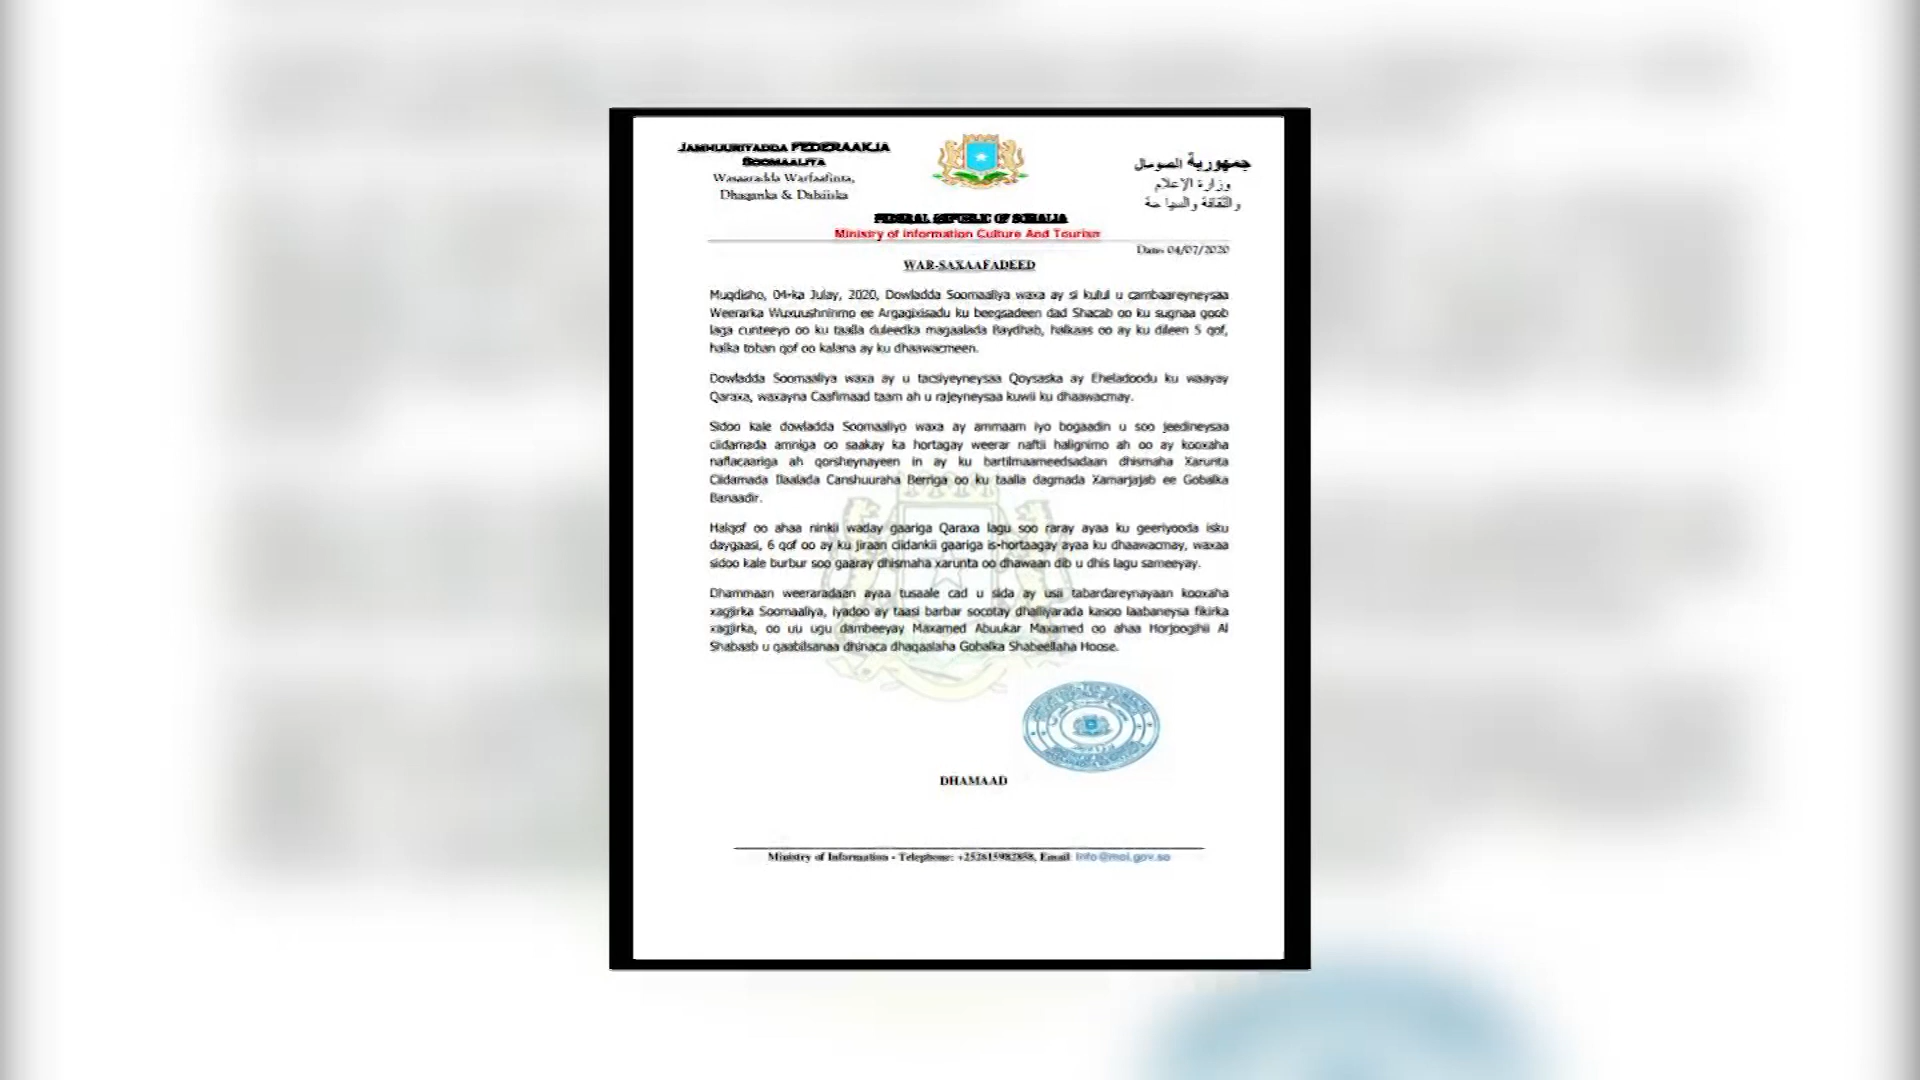 JAMHUURIYADDA FEDERAALKA
SOOMAALIYA
Wasaaradda Warfaafinta,
Dhaqanka & Dalxiiska
جمهورية الصومال
وزارة الإعلام
والثقافة والسياحة
FEDERAL REPUBLIC OF SOMALIA
Ministry of Information Culture And Tourism
Date: 04/07/2020
WAR-SAXAAFADEED
Muqdisho, 04-ka Julay, 2020, Dowladda Soomaaliya waxa ay si kulul u cambaareyneysaa
Weerarka Wuxuushnimo ee Argagixisadu ku beegsadeen dad Shacab oo ku sugnaa goob
laga cunteeyo oo ku taalla duleedka magaalada Baydhab, halkaas oo ay ku dileen 5 qof,
halka toban qof oo kalana ay ku dhaawacmeen.
Dowladda Soomaaliya waxa ay u tacsiyeyneysaa Qoysaska ay Eheladoodu ku waayay
Qaraxa, waxayna Caafimaad taam ah u rajeyneysaa kuwii ku dhaawacmay.
Sidoo kale dowladda Soomaaliyo waxa ay ammaam iyo bogaadin u soo jeedineysaa
ciidamada amniga oo saakay ka hortagay weerar naftii halignimo ah oo ay kooxaha
naflacaariga ah qorsheynayeen in ay ku bartilmaameedsadaan dhismaha Xarunta
Ciidamada Ilaalada Canshuuraha Berriga oo ku taalla dagmada Xamarjajab ee Gobalka
Banaadir.
Halqof oo ahaa ninkii waday gaariga Qaraxa lagu soo raray ayaa ku geeriyooda isku
daygaasi, 6 qof oo ay ku jiraan ciidankii gaariga is-hortaagay ayaa ku dhaawacmay, waxaa
sidoo kale burbur soo gaaray dhismaha xarunta oo dhawaan dib u dhis lagu sameeyay.
Dhammaan weeraradaan ayaa tusaale cad u sida ay usii tabardareynayaan kooxaha
xagjirka Soomaaliya, iyadoo ay taasi barbar socotay dhalliyarada kasoo laabaneysa fikirka
xagjirka, oo uu ugu dambeeyay Maxamed Abuukar Maxamed oo ahaa Horjoogihii Al
Shabaab u qaabilsanaa dhinaca dhaqaalaha Gobalka Shabeellaha Hoose.
DHAMAAD
Ministry of Information - Telephone: +252615982858, Email: info@moi.gov.so